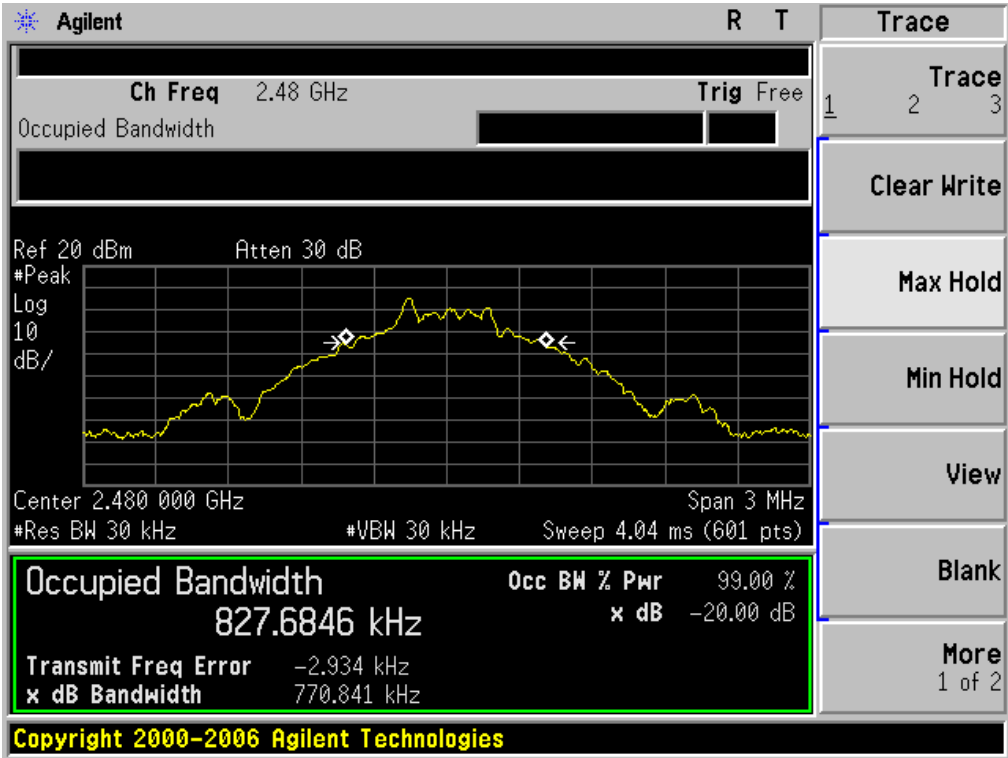 Agilent R T Trace
Ch Freq 2.48 GHz Trig Free
Occupied Bandwidth
Trace
1 2 3
Clear Write
Max Hold
Min Hold
View
Blank
More
1 of 2
Ref 20 dBm Atten 30 dB
#Peak
Log
10
dB/
Center 2.480 000 GHz Span 3 MHz
#Res BW 30 kHz #VBW 30 kHz Sweep 4.04 ms (601 pts)
Occupied Bandwidth Occ BW % Pwr 99.00 %
827.6846 kHz x dB -20.00 dB
Transmit Freq Error -2.934 kHz
x dB Bandwidth 770.841 kHz
Copyright 2000-2006 Agilent Technologies